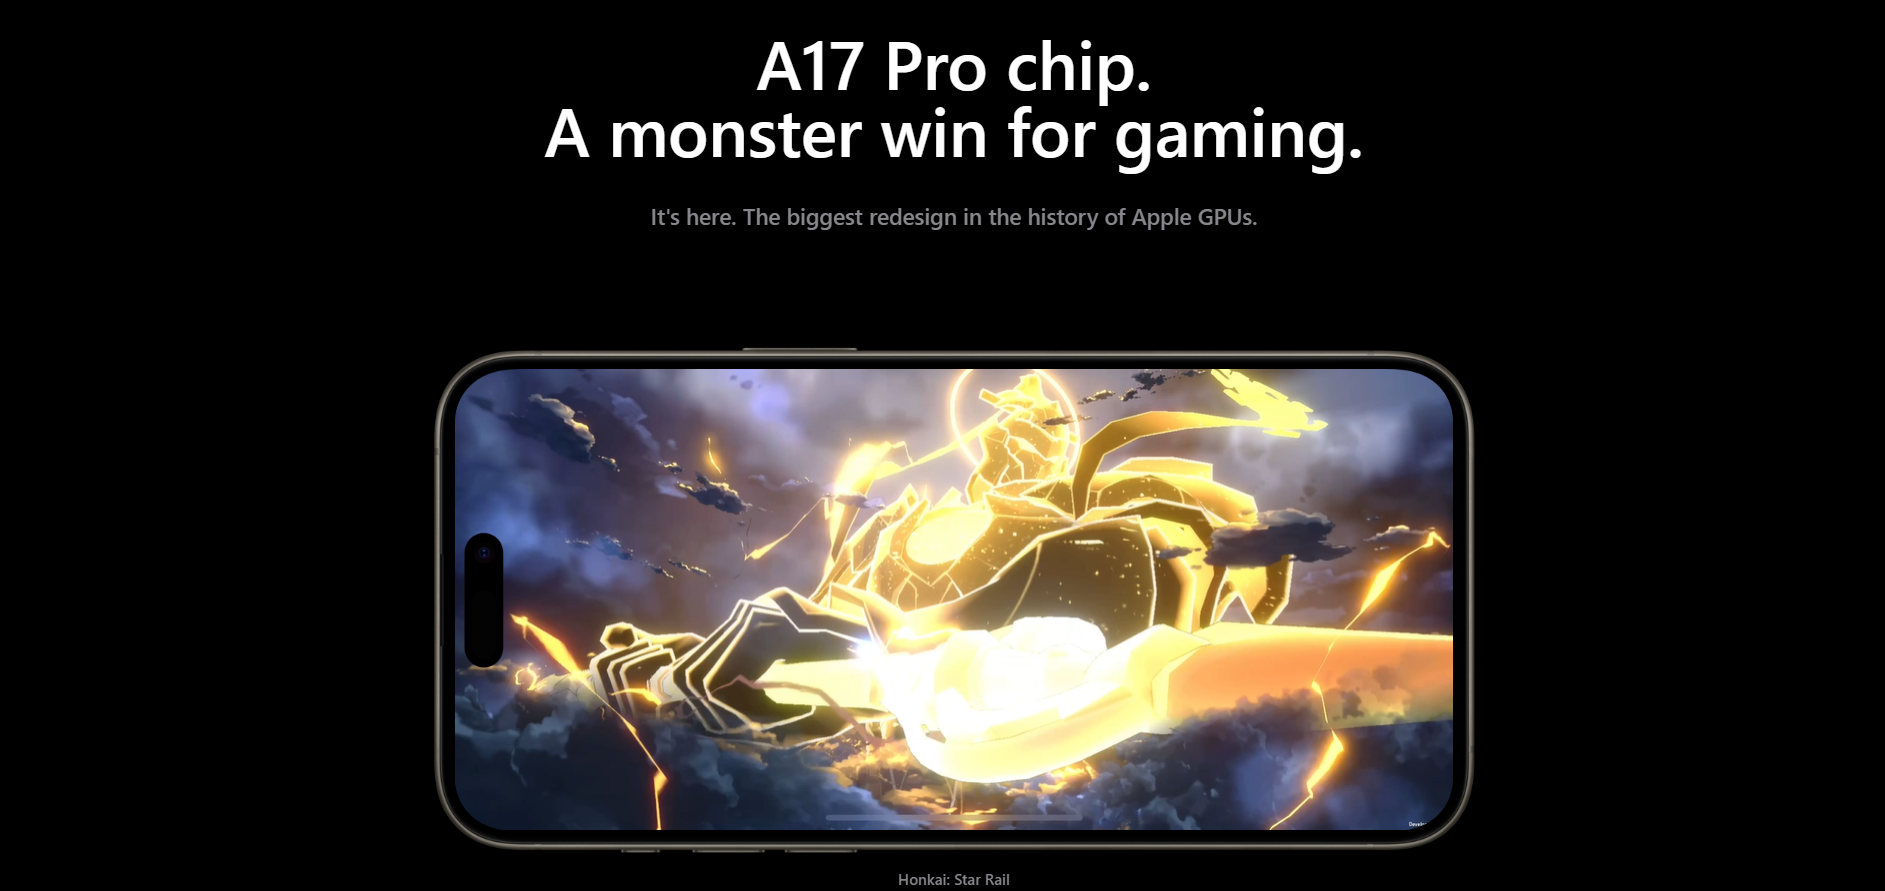 A17 Pro chip.
A monster win for gaming.
It's here. The biggest redesign in the history of Apple GPUs.
Honkai: Star Rail